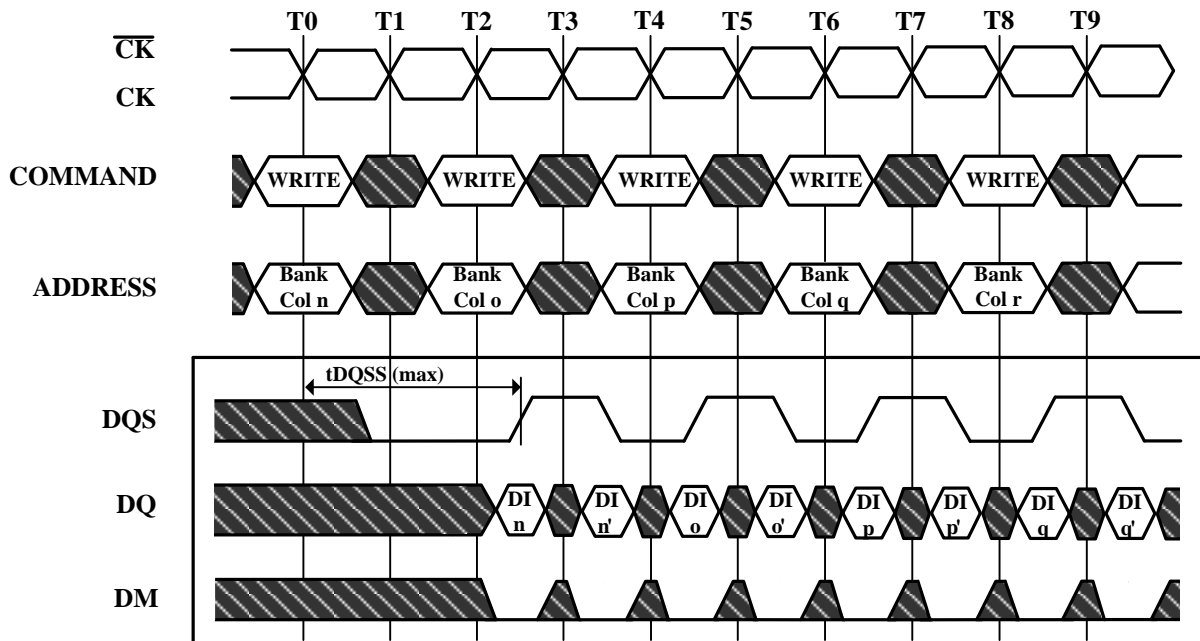 T0 T1 T2 T3 T4 T5 T6 T7 T8 T9
CK
CK
COMMAND
WRITE WRITE WRITE WRITE WRITE
ADDRESS
Bank Bank Bank Bank Bank
Col n Col o Col p Col q Col r
tDQSS (max)
DQS
DQ
DI DI DI DI DI DI DI DI
n n' o o' p p' q q'
DM